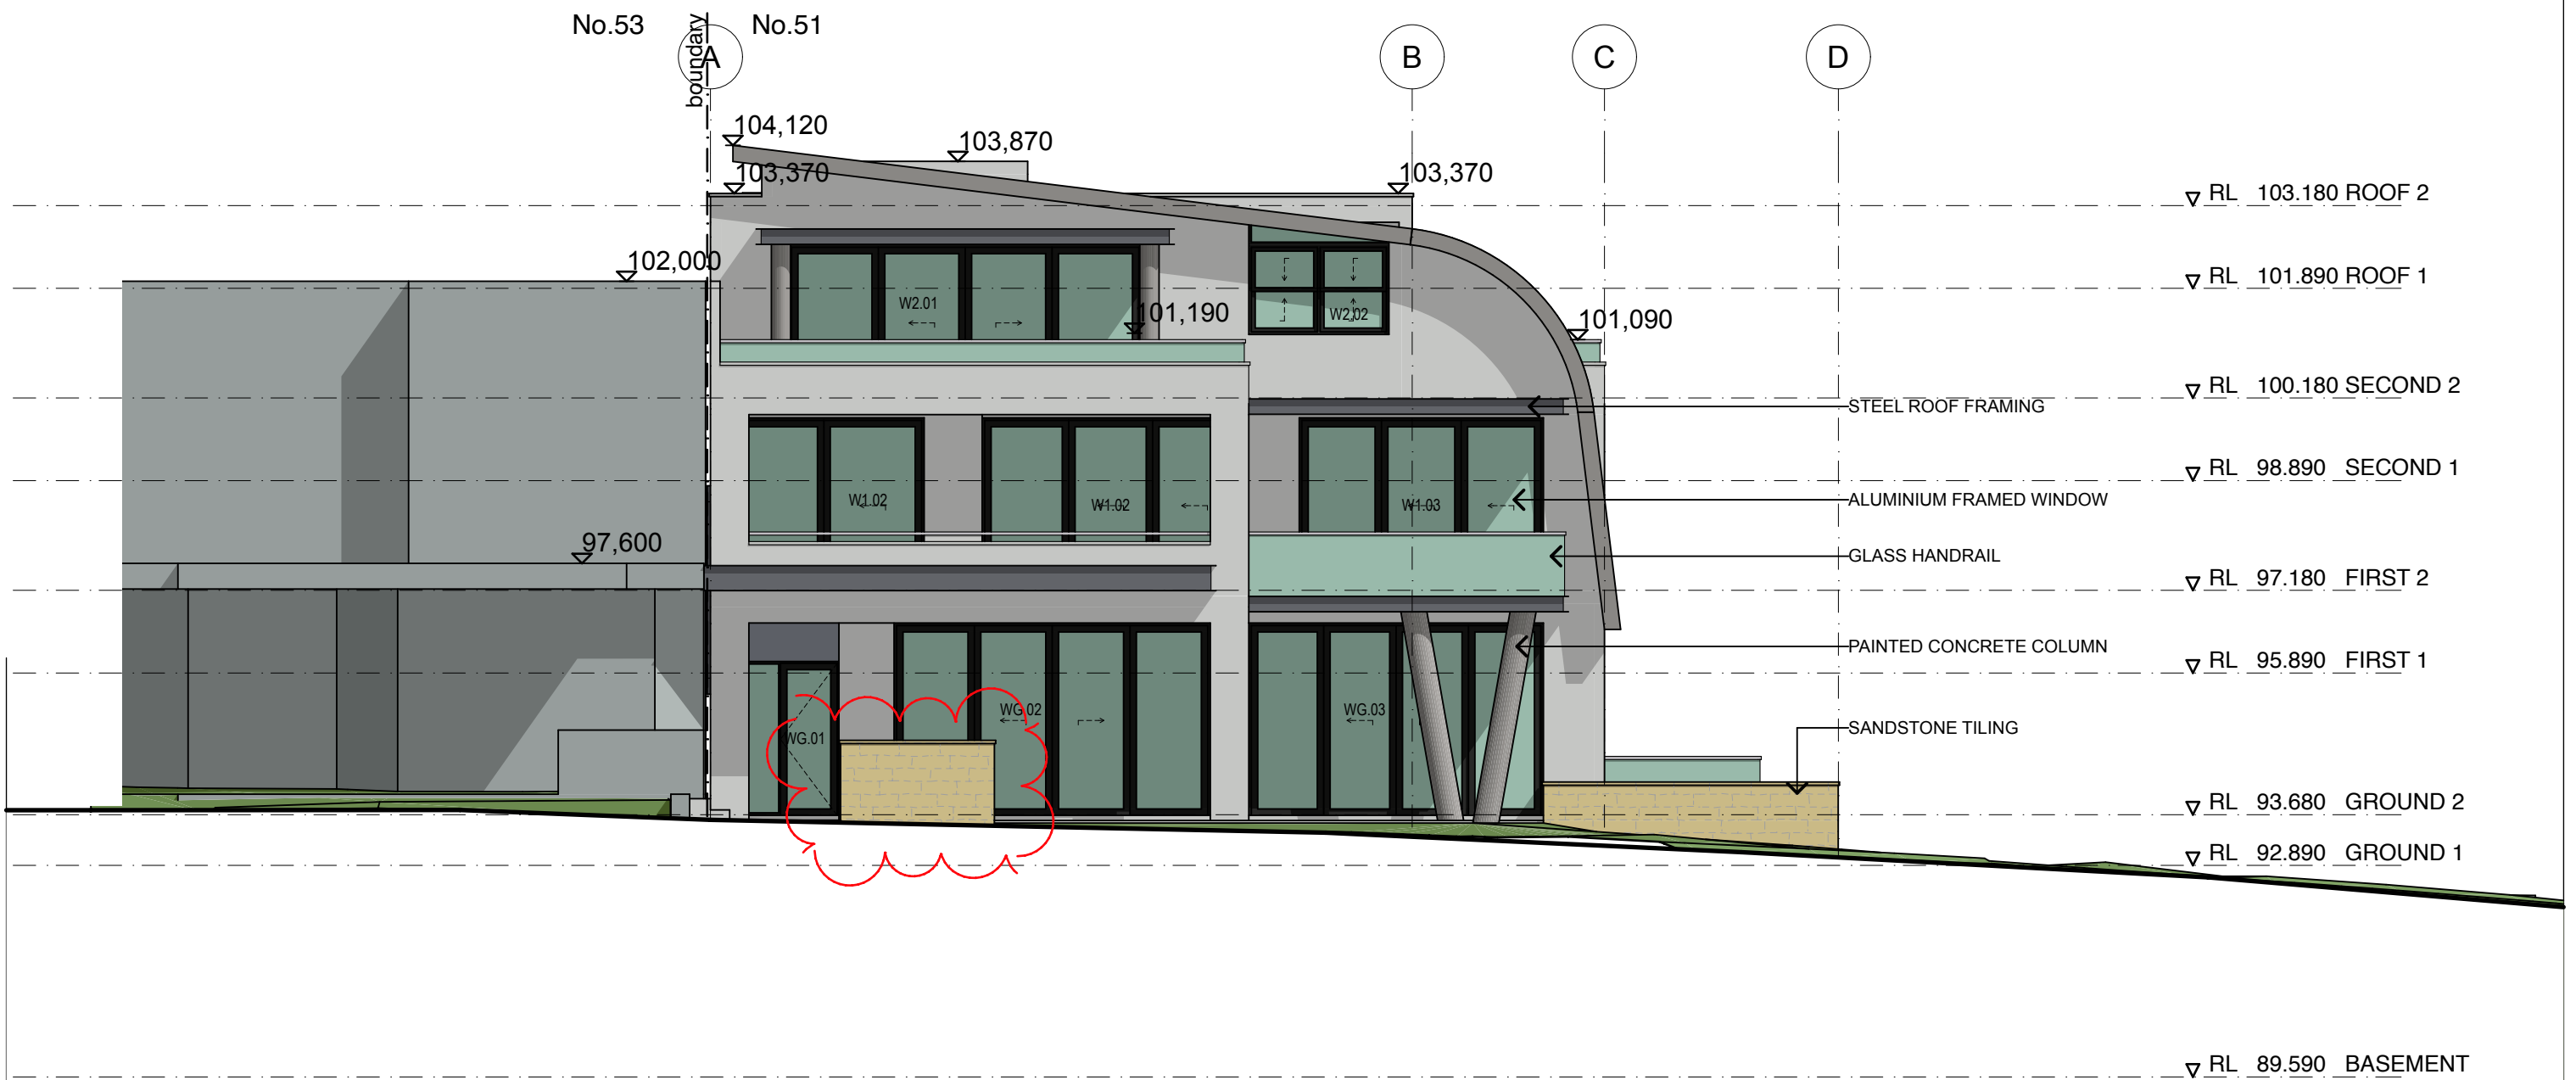 No.53
boundary
No.51
A
B
C
D
104,120
103,870
103,370
103,370
RL 103.180 ROOF 2
102,000
RL 101.890 ROOF 1
W2.01
101,190
W2.02
101,090
RL 100.180 SECOND 2
STEEL ROOF FRAMING
RL 98.890 SECOND 1
W1.02
W1.02
W1.03
ALUMINIUM FRAMED WINDOW
97,600
GLASS HANDRAIL
RL 97.180 FIRST 2
PAINTED CONCRETE COLUMN
RL 95.890 FIRST 1
WG.01
WG.02
WG.03
SANDSTONE TILING
RL 93.680 GROUND 2
RL 92.890 GROUND 1
RL 89.590 BASEMENT